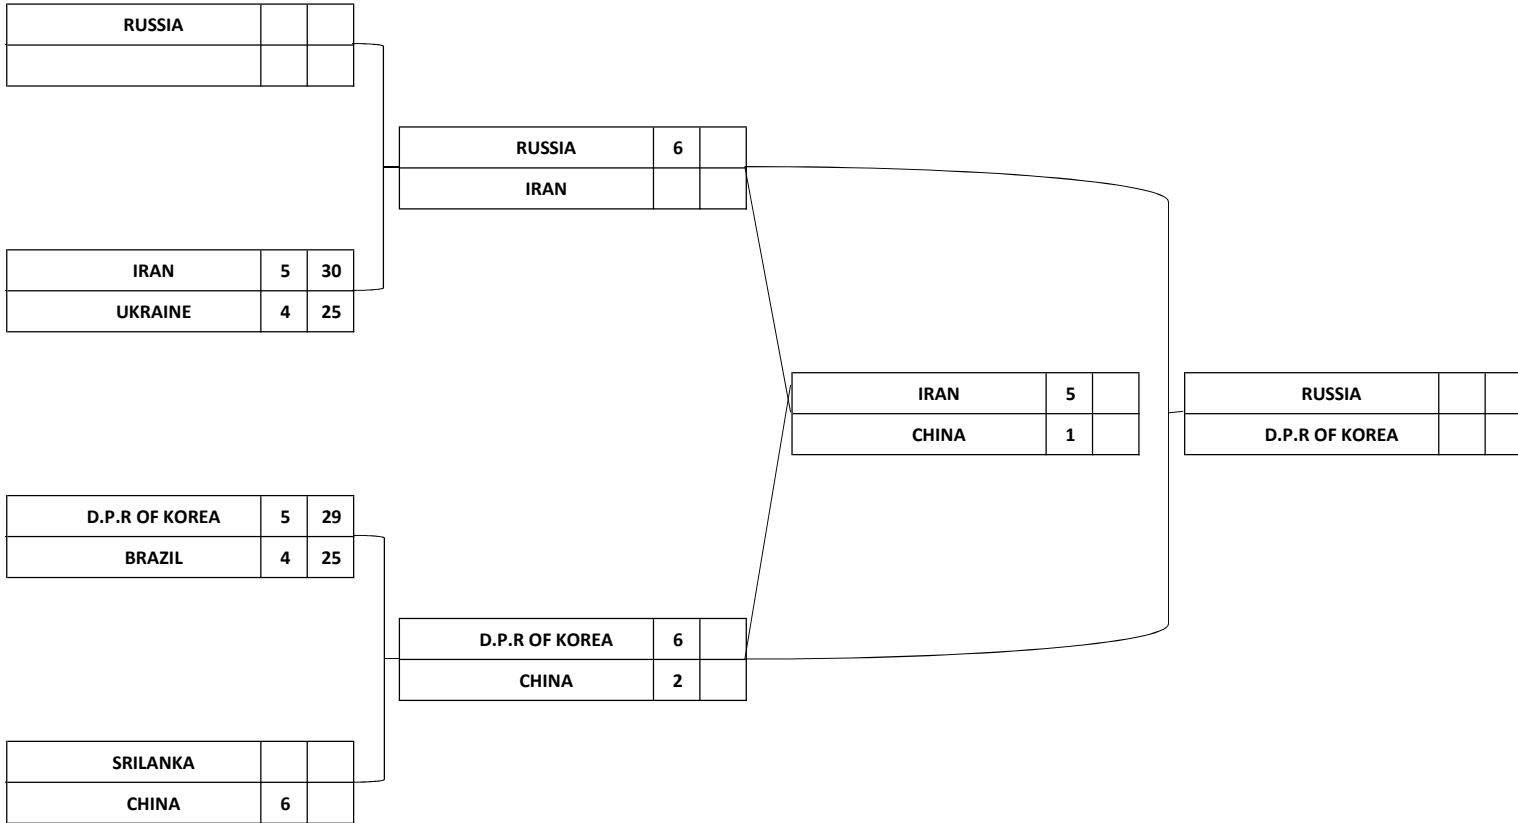 RUSSIA
RUSSIA 6
IRAN
IRAN 5 30
UKRAINE 4 25
IRAN 5
CHINA 1
RUSSIA
D.P.R OF KOREA
D.P.R OF KOREA 5 29
BRAZIL 4 25
D.P.R OF KOREA 6
CHINA 2
SRILANKA
CHINA 6